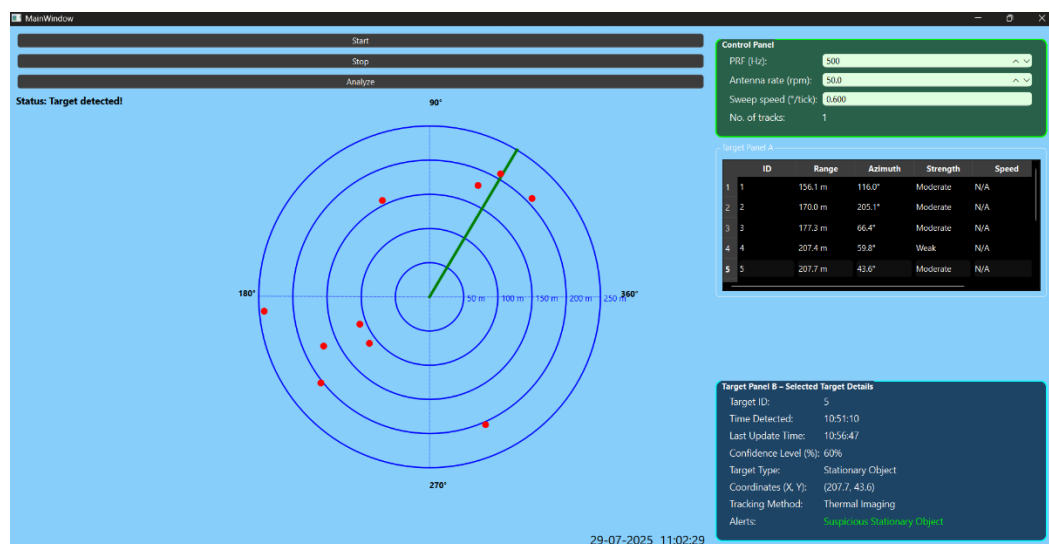 MainWindow
Start
Stop
Analyze
Status: Target detected!
90°
180°
50 m 100 m 150 m 200 m 250 m
360°
270°
29-07-2025 11:02:29
Control Panel
PRF (Hz): 500
Antenna rate (rpm): 50.0
Sweep speed (°/tick): 0.600
No. of tracks: 1
Target Panel A
ID Range Azimuth Strength Speed
1 1 156.1 m 116.0° Moderate N/A
2 2 170.0 m 205.1° Moderate N/A
3 3 177.3 m 66.4° Moderate N/A
4 4 207.4 m 59.8° Weak N/A
5 5 207.7 m 43.6° Moderate N/A
Target Panel B – Selected Target Details
Target ID: 5
Time Detected: 10:51:10
Last Update Time: 10:56:47
Confidence Level (%): 60%
Target Type: Stationary Object
Coordinates (X, Y): (207.7, 43.6)
Tracking Method: Thermal Imaging
Alerts: Suspicious Stationary Object